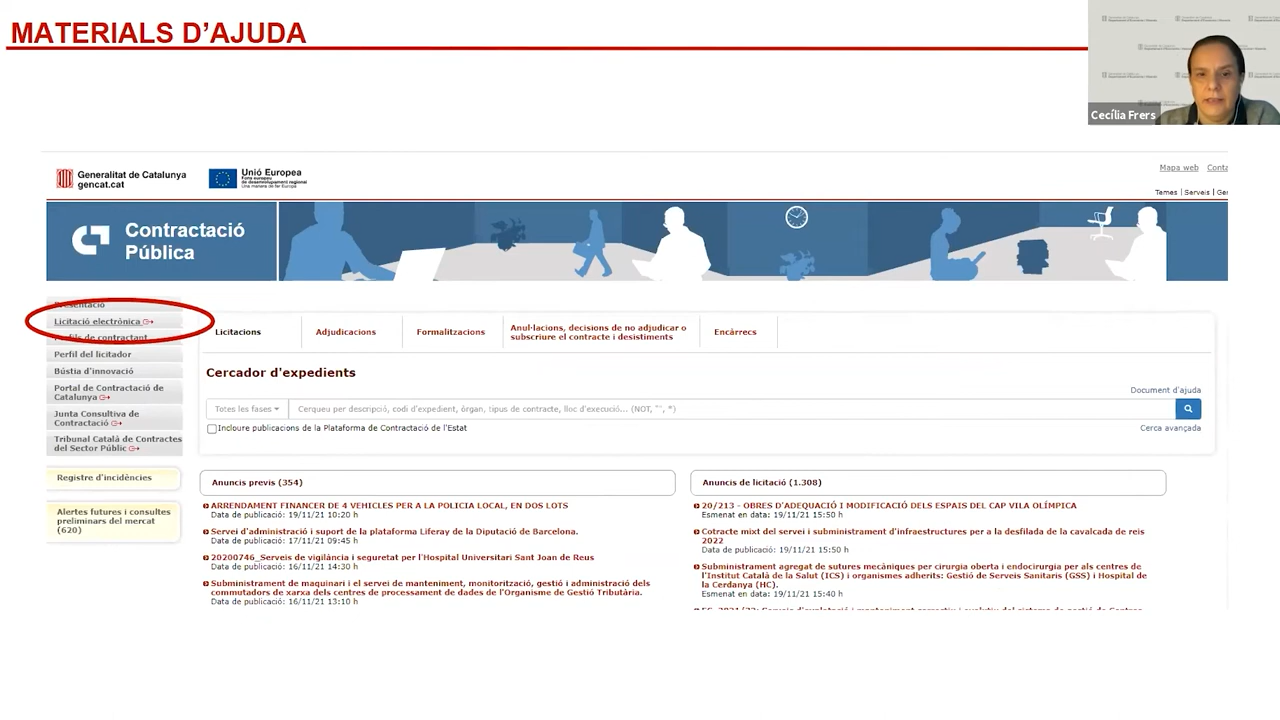 MATERIALS D'AJUDA
Cecília Frers
Generalitat de Catalunya
gencat.cat
Unió Europea
Fons europeu
de desenvolupament regional
Una manera de fer Europa
Mapa web
Conta
Temes | Serveis | Ge
Contractació
Pública
Presentació
Licitació electrònica
Perfils de contractant
Perfil del licitador
Bústia d'innovació
Portal de Contractació de
Catalunya
Junta Consultiva de
Contractació
Tribunal Català de Contractes
del Sector Públic
Registre d'incidències
Alertes futures i consultes
preliminars del mercat
(620)
Licitacions
Adjudicacions
Formalitzacions
Anul·lacions, decisions de no adjudicar o
subscriure el contracte i desistiments
Encàrrecs
Cercador d'expedients
Document d'ajuda
Totes les fases
Cerqueu per descripció, codi d'expedient, òrgan, tipus de contracte, lloc d'execució... (NOT, "", *)
Incloure publicacions de la Plataforma de Contractació de l'Estat
Cerca avançada
Anuncis previs (354)
ARRENDAMENT FINANCER DE 4 VEHICLES PER A LA POLICIA LOCAL, EN DOS LOTS
Data de publicació: 19/11/21 10:20 h
Servei d'administració i suport de la plataforma Liferay de la Diputació de Barcelona.
Data de publicació: 17/11/21 09:45 h
20200746_Serveis de vigilància i seguretat per l'Hospital Universitari Sant Joan de Reus
Data de publicació: 16/11/21 14:30 h
Subministrament de maquinari i el servei de manteniment, monitorització, gestió i administració dels
commutadors de xarxa dels centres de processament de dades de l'Organisme de Gestió Tributària.
Data de publicació: 16/11/21 13:10 h
Anuncis de licitació (1.308)
20/213 - OBRES D'ADEQUACIÓ I MODIFICACIÓ DELS ESPAIS DEL CAP VILA OLÍMPICA
Esmenat en data: 19/11/21 15:50 h
Cotracte mixt del servei i subministrament d'infraestructures per a la desfilada de la cavalcada de reis
2022
Data de publicació: 19/11/21 15:50 h
Subministrament agregat de sutures mecàniques per cirurgia oberta i endocirurgia per als centres de
l'Institut Català de la Salut (ICS) i organismes adherits: Gestió de Serveis Sanitaris (GSS) i Hospital de
la Cerdanya (HC).
Esmenat en data: 19/11/21 15:40 h